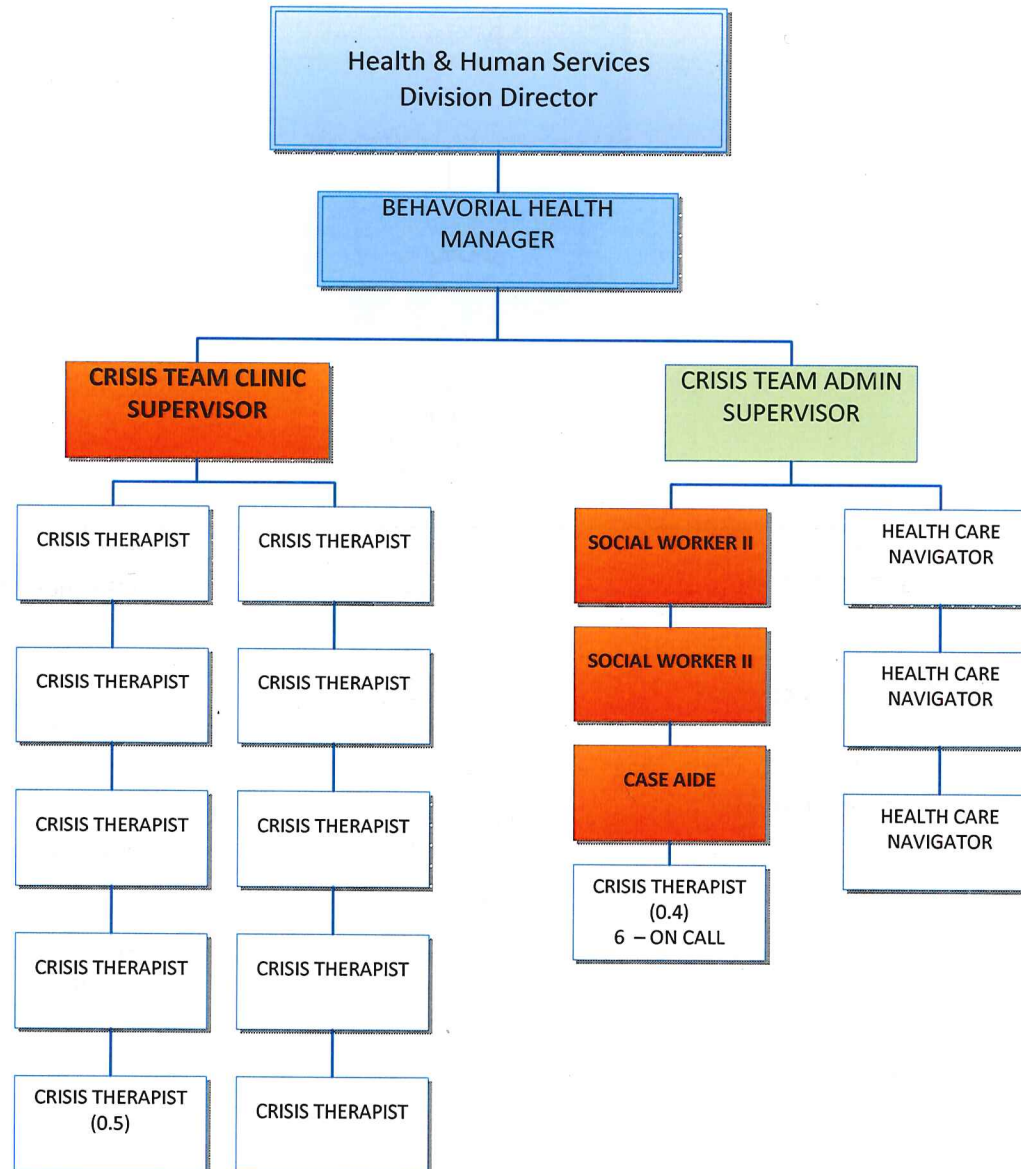 Health & Human Services
Division Director
BEHAVORIAL HEALTH
MANAGER
CRISIS TEAM CLINIC
SUPERVISOR
CRISIS TEAM ADMIN
SUPERVISOR
CRISIS THERAPIST
CRISIS THERAPIST
CRISIS THERAPIST
CRISIS THERAPIST
CRISIS THERAPIST
(0.5)
CRISIS THERAPIST
CRISIS THERAPIST
CRISIS THERAPIST
CRISIS THERAPIST
CRISIS THERAPIST
SOCIAL WORKER II
SOCIAL WORKER II
CASE AIDE
CRISIS THERAPIST
(0.4)
6 – ON CALL
HEALTH CARE
NAVIGATOR
HEALTH CARE
NAVIGATOR
HEALTH CARE
NAVIGATOR